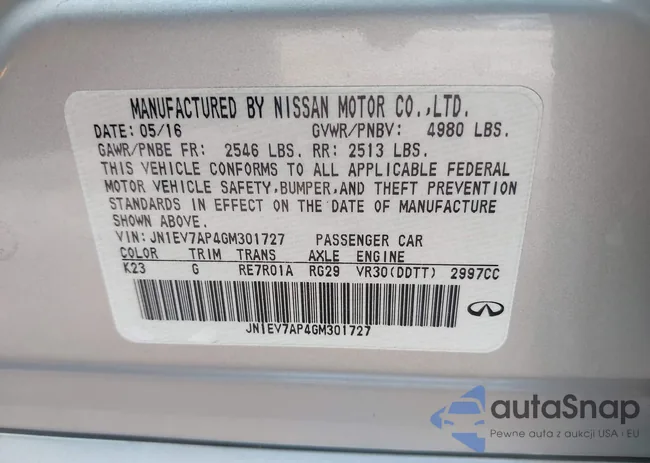 MANUFACTURED BY NISSAN MOTOR CO.,LTD.
DATE: 05/16 GVWR/PNBV: 4980 LBS.
GAWR/PNBE FR: 2546 LBS. RR: 2513 LBS.
THIS VEHICLE CONFORMS TO ALL APPLICABLE FEDERAL
MOTOR VEHICLE SAFETY,BUMPER,AND THEFT PREVENTION
STANDARDS IN EFFECT ON THE DATE OF MANUFACTURE
SHOWN ABOVE.
VIN: JN1EV7AP4GM301727 PASSENGER CAR
COLOR TRIM TRANS AXLE ENGINE
K23 G RE7R01A RG29 VR30(DDTT) 2997CC
JN1EV7AP4GM301727
autaSnap
Pewne auta z aukcji USA i EU